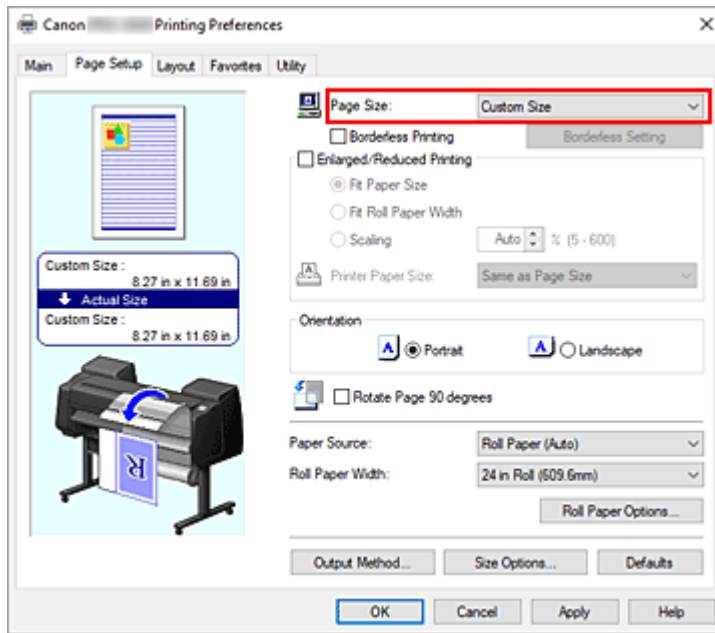 Canon Printing Preferences
Main Page Setup Layout Favorites Utility
Page Size: Custom Size
Borderless Printing Borderless Setting
Enlarged/Reduced Printing
Fit Paper Size
Fit Roll Paper Width
Scaling Auto % (5 - 600)
Printer Paper Size: Same as Page Size
Custom Size :
8.27 in x 11.69 in
Actual Size
Custom Size :
8.27 in x 11.69 in
Orientation
A Portrait A Landscape
Rotate Page 90 degrees
R
Paper Source: Roll Paper (Auto)
Roll Paper Width: 24 in Roll (609.6mm)
Roll Paper Options...
Output Method... Size Options... Defaults
OK Cancel Apply Help